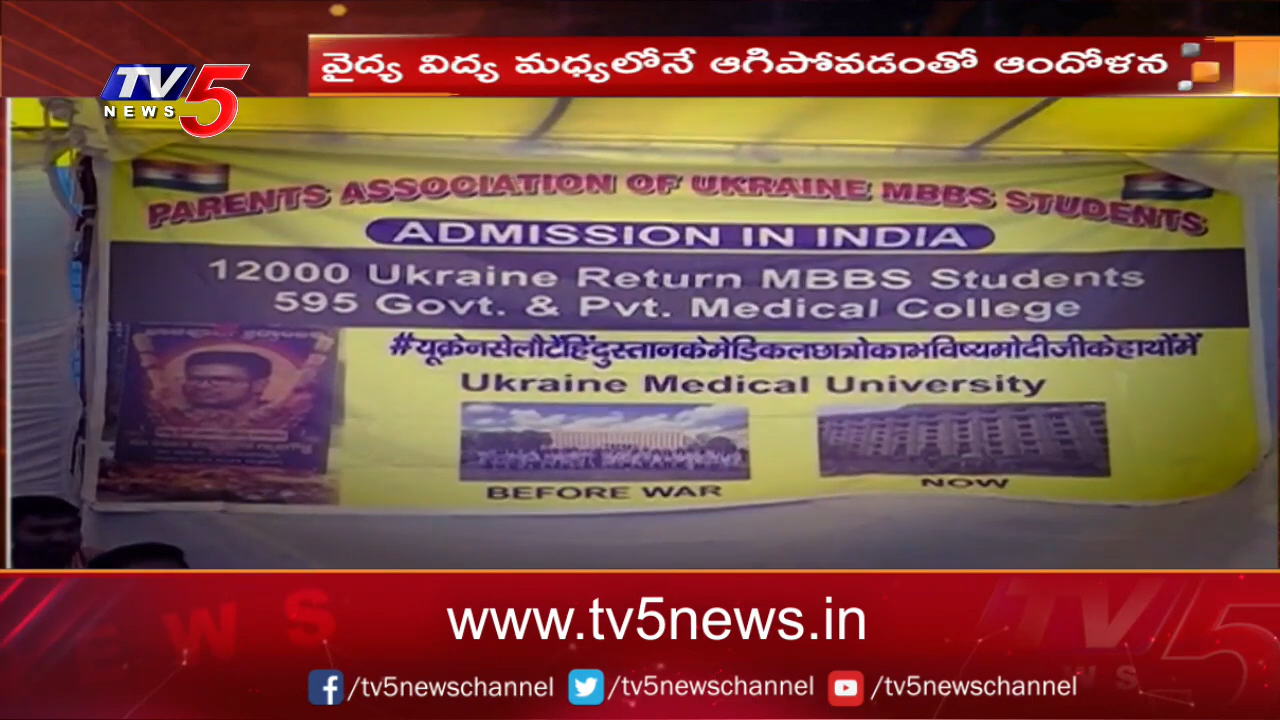 వైద్య విద్య మధ్యలోనే ఆగిపోవడంతో ఆందోళన
TV5
NEWS
PARENTS ASSOCIATION OF UKRAINE MBBS STUDENTS
ADMISSION IN INDIA
12000 Ukraine Return MBBS Students
595 Govt. & Pvt. Medical College
#यूक्रेनसेलौटेंहिंदुस्तानकेमेडिकलछात्रोकाभविष्यमोदीजीकेहाथोंमें
Ukraine Medical University
BEFORE WAR
NOW
NEWS
TV5
www.tv5news.in
/tv5newschannel
/tv5newschannel
/tv5newschannel